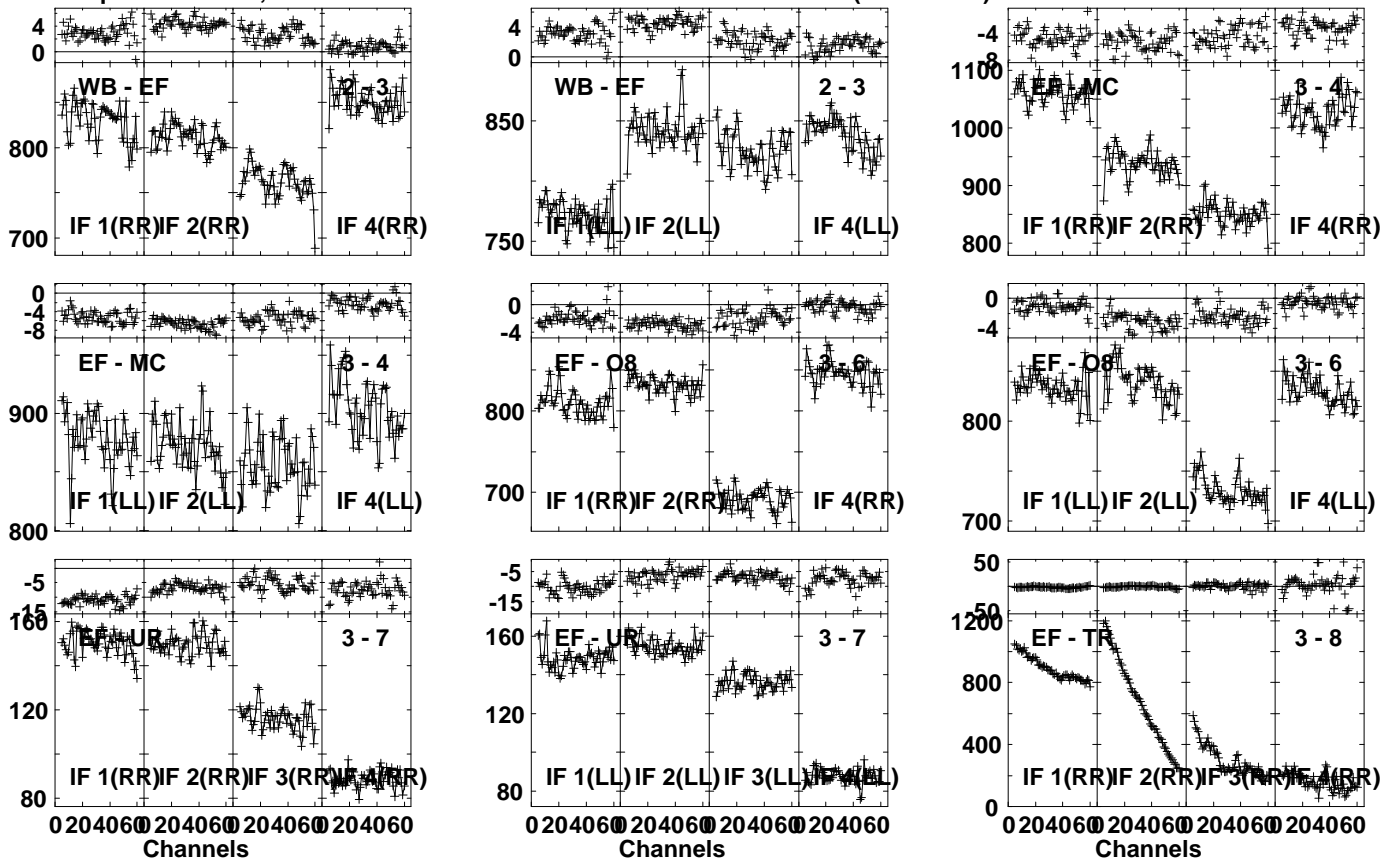 4
0
WB - EF 2 - 3
800
700
IF 1(RR) IF 2(RR) IF 4(RR)
4
0
WB - EF 2 - 3
850
750
IF 1(LL) IF 2(LL) IF 4(LL)
-4
-8
1100
EF - MC 3 - 4
1000
900
800
IF 1(RR) IF 2(RR) IF 4(RR)
0
-4
-8
EF - MC 3 - 4
900
800
IF 1(LL) IF 2(LL) IF 4(LL)
0
-4
EF - O8 3 - 6
800
700
IF 1(RR) IF 2(RR) IF 4(RR)
0
-4
EF - O8 3 - 6
800
700
IF 1(LL) IF 2(LL) IF 4(LL)
-5
-15
160
EF - UR 3 - 7
120
80
IF 1(RR) IF 2(RR) IF 3(RR) IF 4(RR)
0 20 40 60
Channels
-5
-15
160
EF - UR 3 - 7
120
80
IF 1(LL) IF 2(LL) IF 3(LL) IF 4(LL)
0 20 40 60
Channels
50
-50
1200
EF - TR 3 - 8
800
400
0
IF 1(RR) IF 2(RR) IF 3(RR) IF 4(RR)
0 20 40 60
Channels